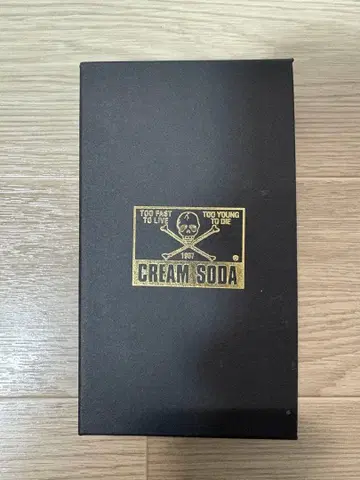 TOO FAST
TO LIVE
TOO YOUNG
TO DIE
1957
CREAM SODA